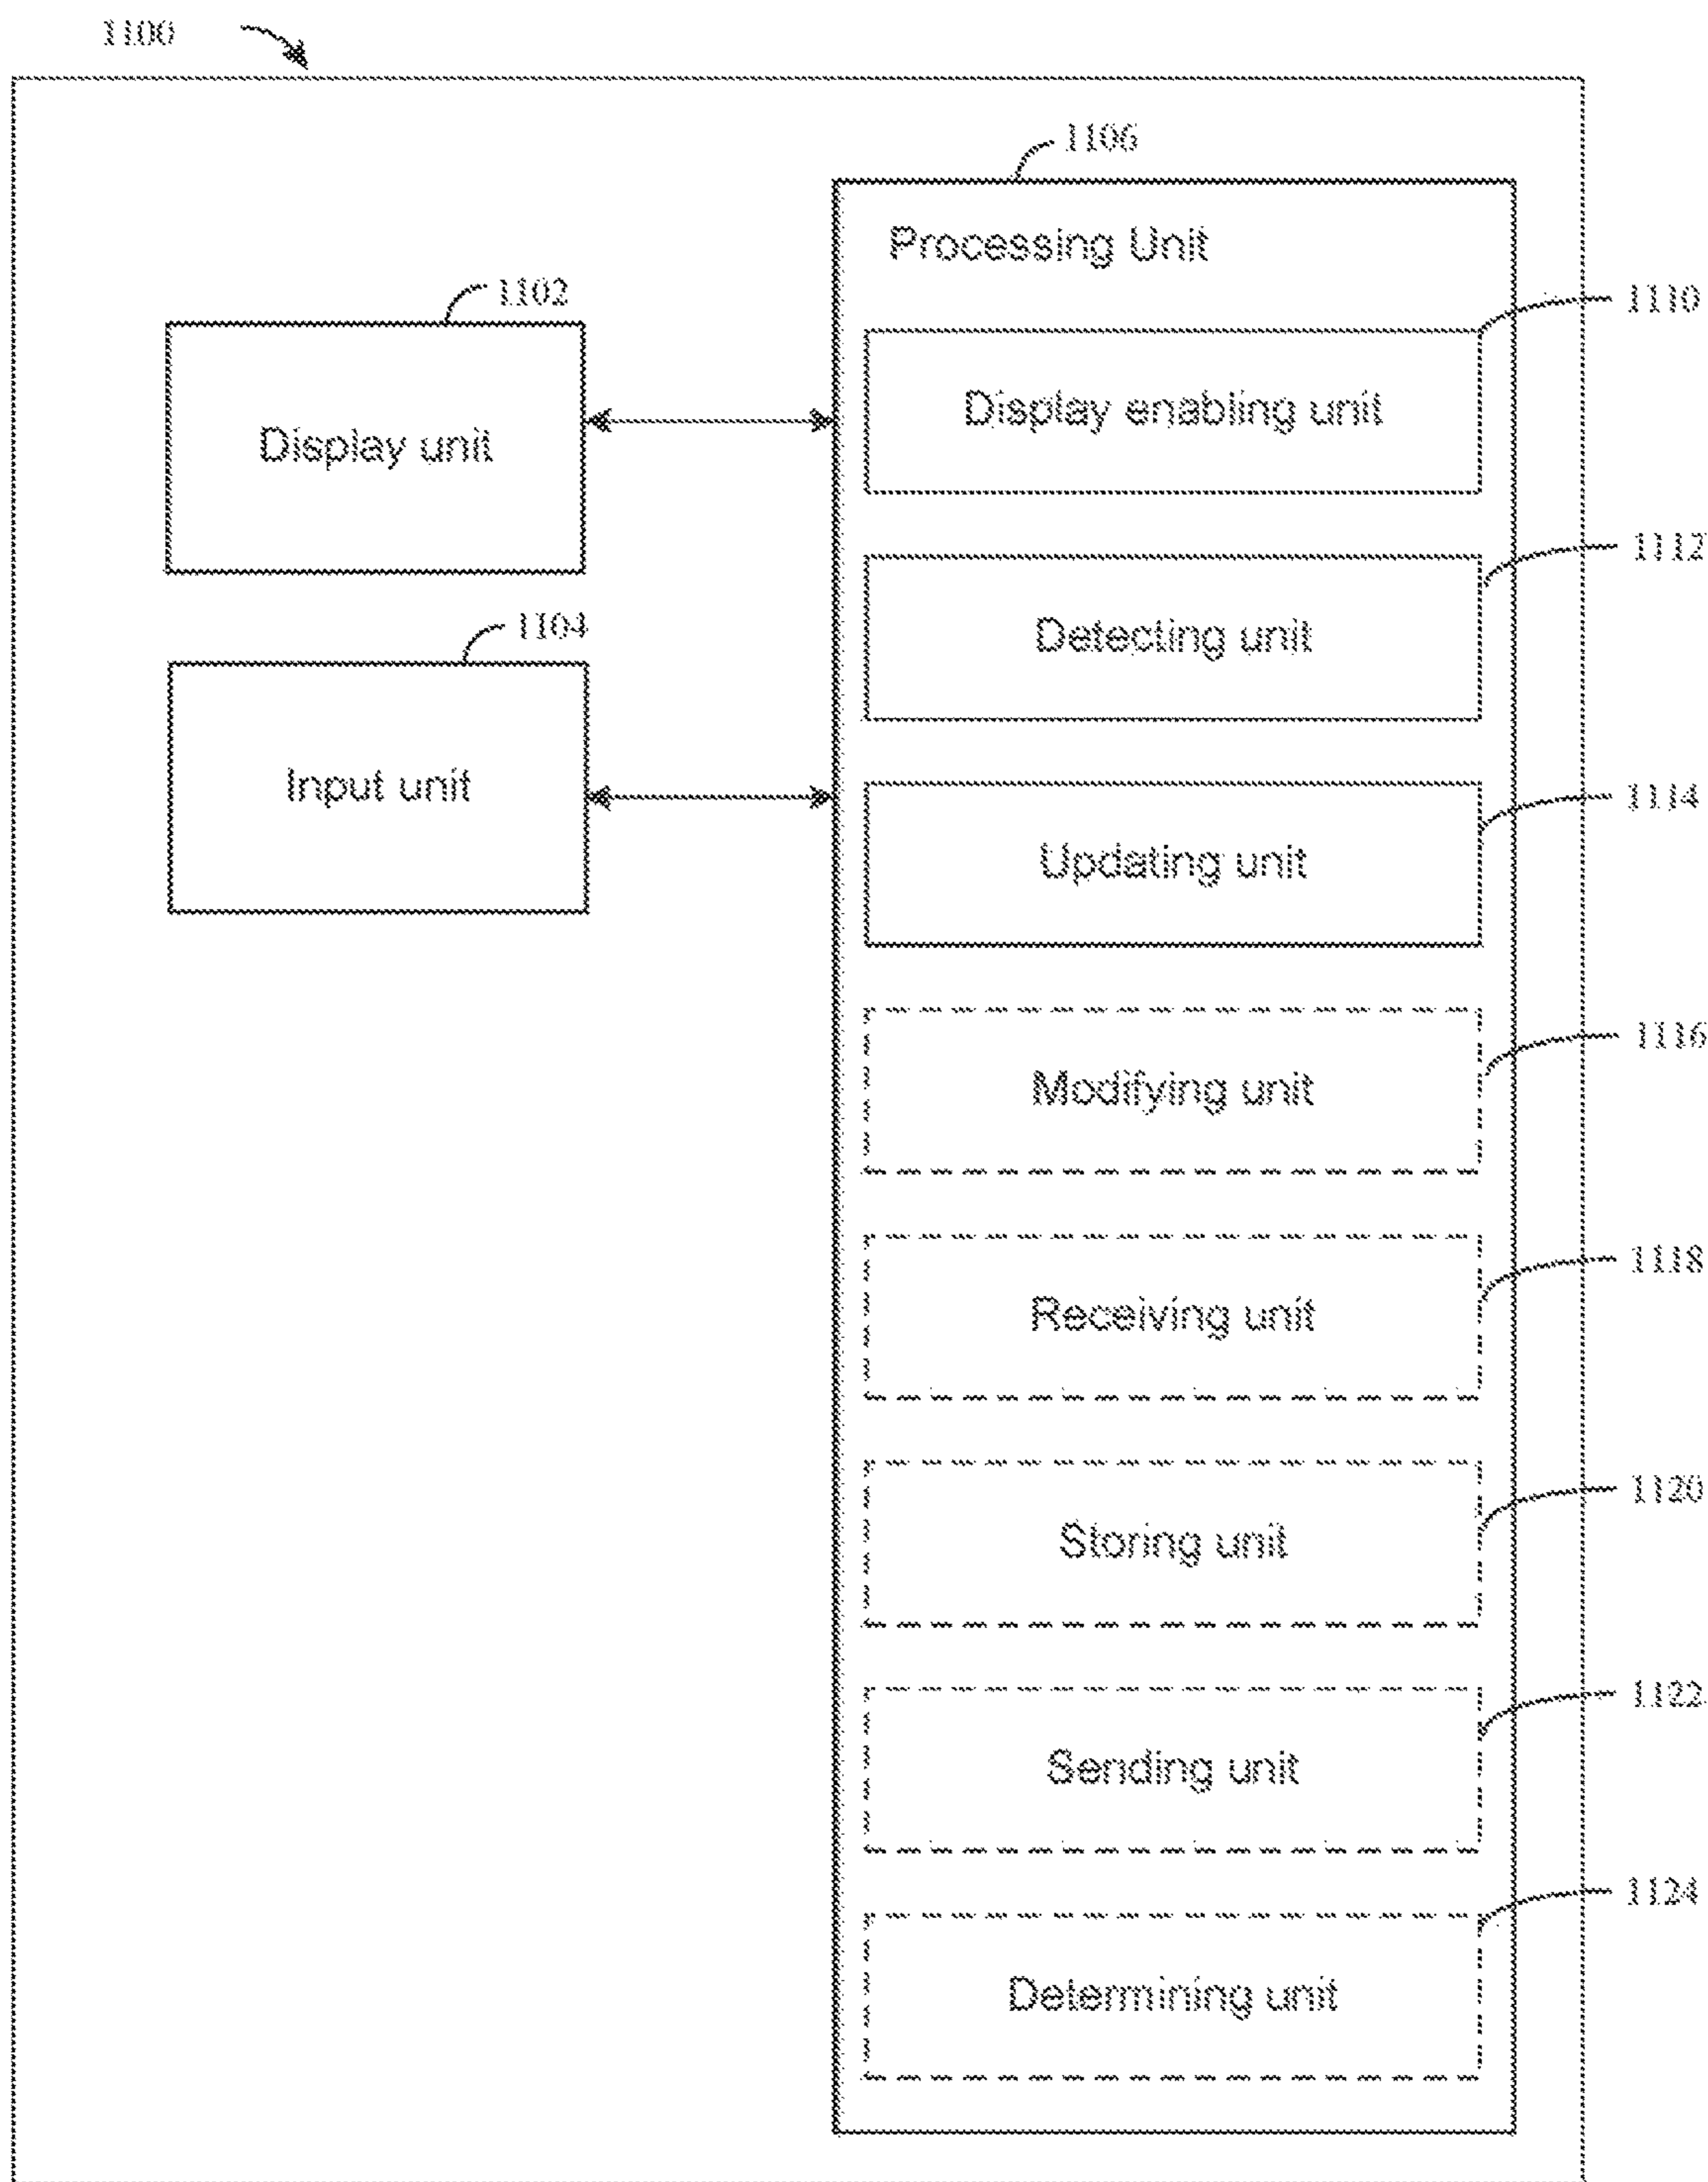 1100
1106
Processing Unit
1102
1110
Display unit
Display enabling unit
1112
1104
Detecting unit
Input unit
1114
Updating unit
1116
Modifying unit
1118
Receiving unit
1120
Storing unit
1122
Sending unit
1124
Determining unit